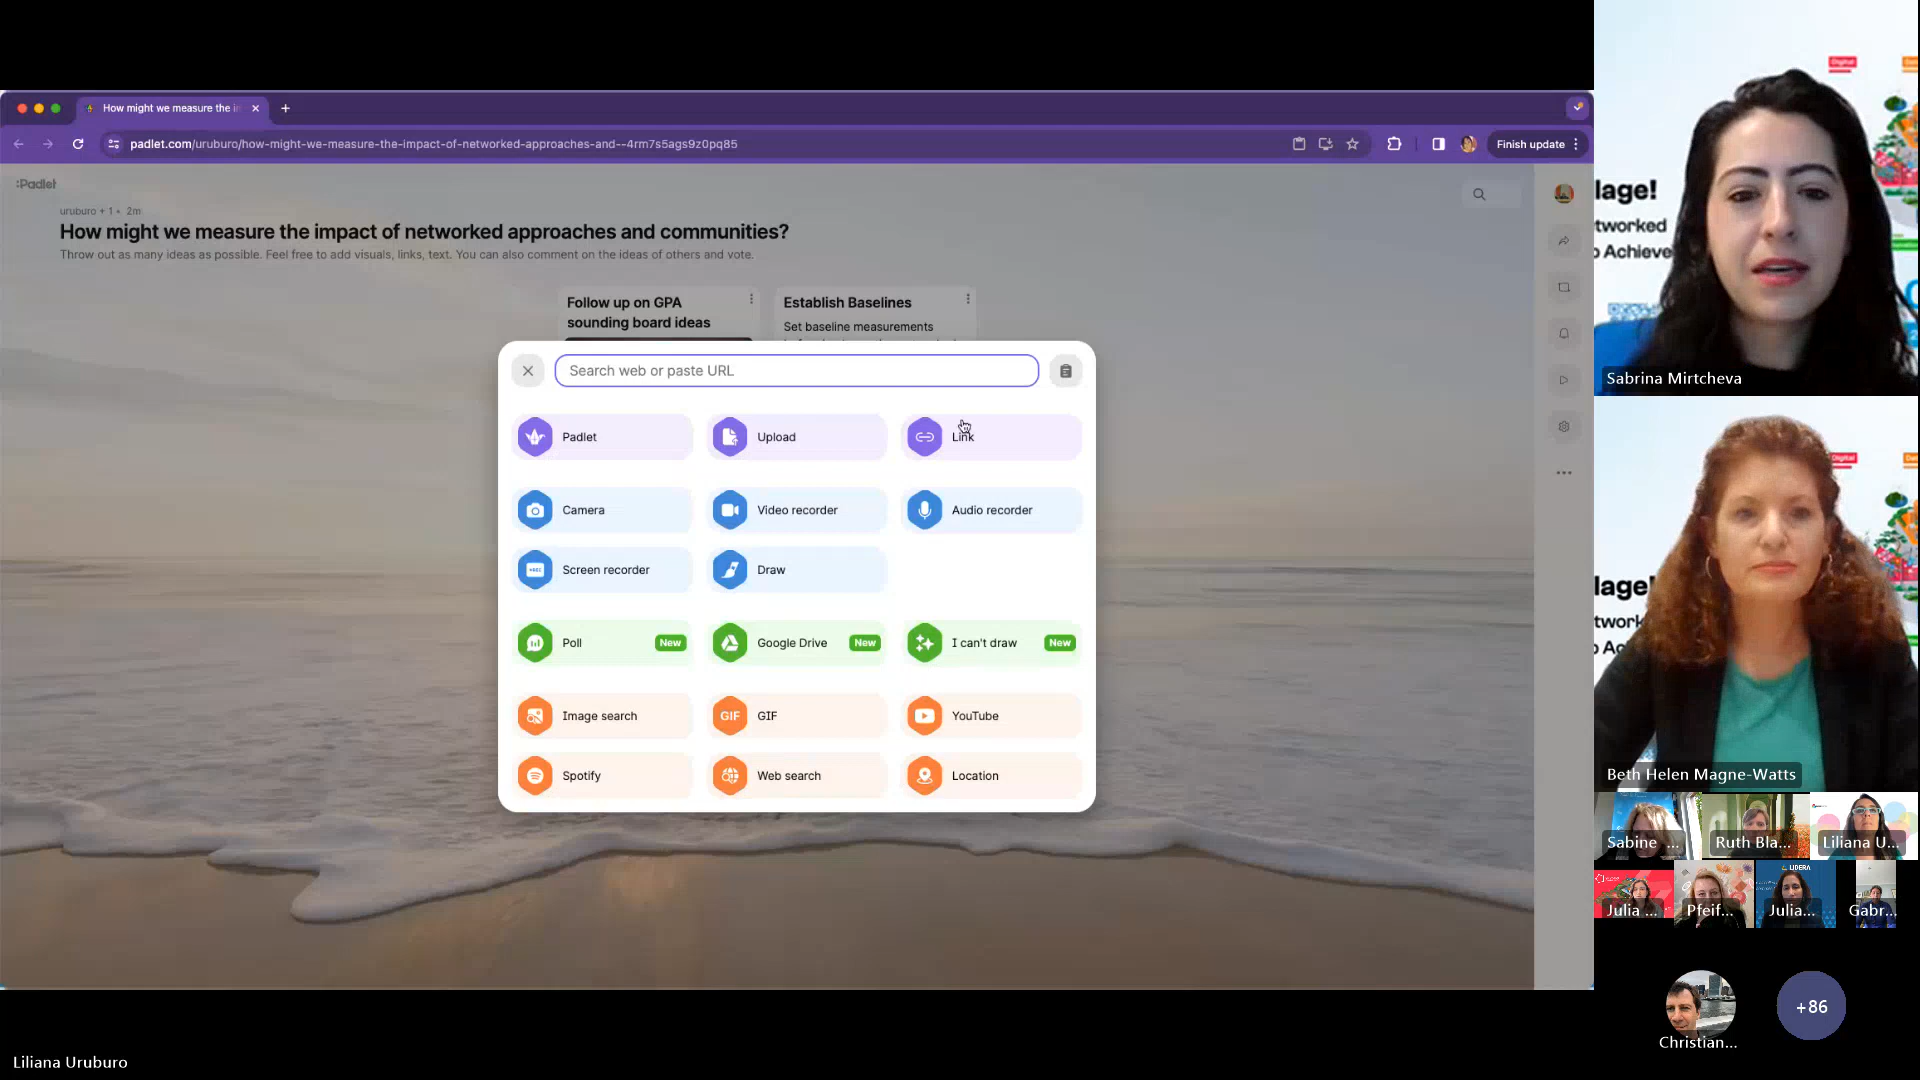 How might we measure the i
padlet.com/uruburo/how-might-we-measure-the-impact-of-networked-approaches-and--4rm7s5ags9z0pq85
Finish update
:Padlet
uruburo + 1 • 2m
How might we measure the impact of networked approaches and communities?
Throw out as many ideas as possible. Feel free to add visuals, links, text. You can also comment on the ideas of others and vote.
Follow up on GPA
sounding board ideas
Establish Baselines
Set baseline measurements
Search web or paste URL
Padlet
Upload
Link
Camera
Video recorder
Audio recorder
Screen recorder
Draw
Poll
New
Google Drive
New
I can't draw
New
Image search
GIF
GIF
YouTube
Spotify
Web search
Location
Digital
lage!
tworked
o Achieve
Sabrina Mirtcheva
Digital
lage!
twork
o Ac
Beth Helen Magne-Watts
Sabine ...
Ruth Bla...
Liliana U...
LIDERA
Julia ...
Pfeif...
Julia...
Gabr...
Christian...
+86
Liliana Uruburo